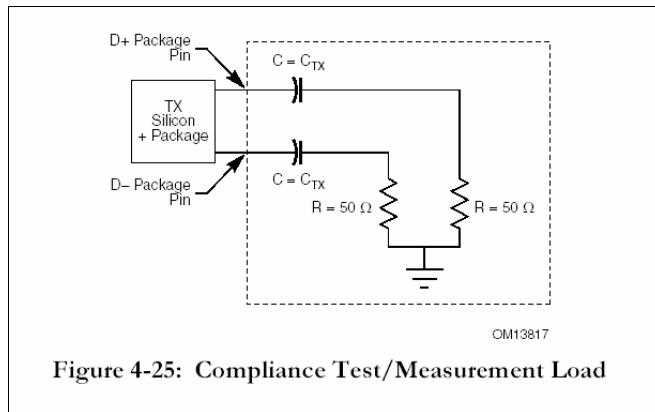 D+ Package
Pin
C = CTX
TX
Silicon
+ Package
D– Package
Pin
C = CTX
R = 50 Ω
R = 50 Ω
OM13817
Figure 4-25: Compliance Test/Measurement Load